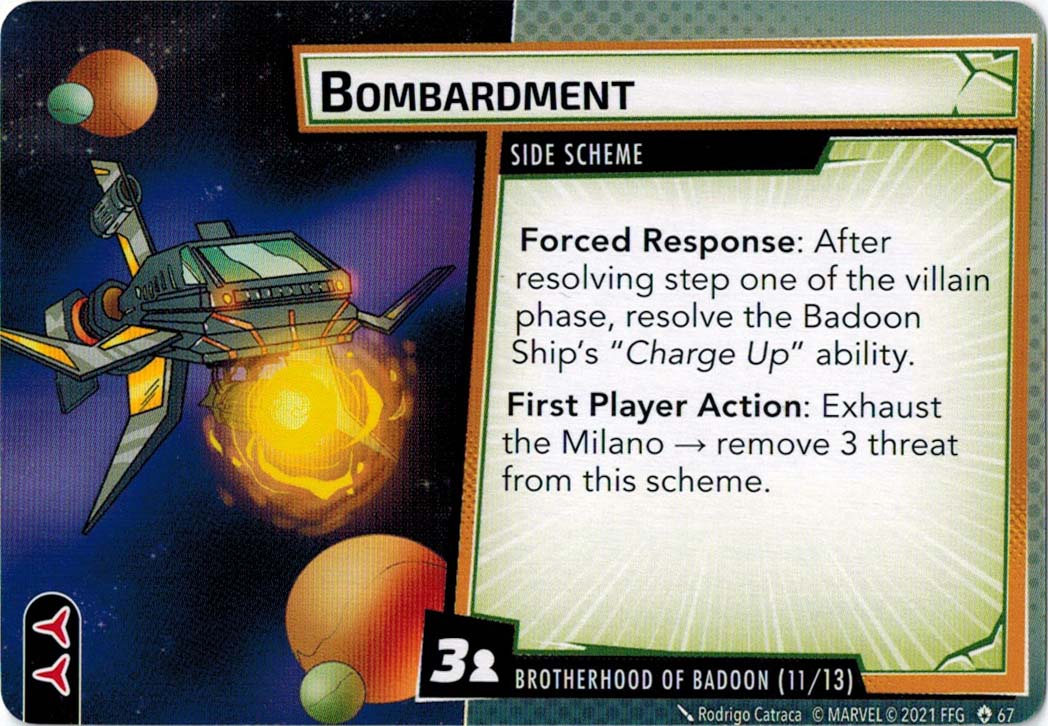 BOMBARDMENT
SIDE SCHEME
Forced Response: After
resolving step one of the villain
phase, resolve the Badoon
Ship's "Charge Up" ability.
First Player Action: Exhaust
the Milano → remove 3 threat
from this scheme.
3
BROTHERHOOD OF BADOON (11/13)
Rodrigo Catraca © MARVEL © 2021 FFG 67